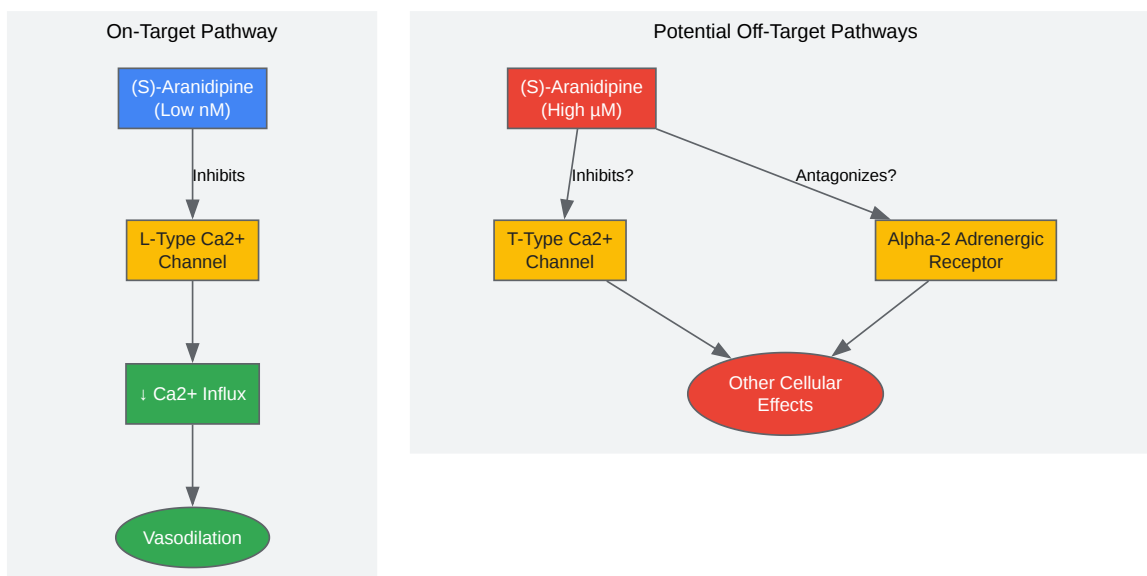 On-Target Pathway
(S)-Aranidipine
(Low nM)
Inhibits
L-Type Ca2+
Channel
↓ Ca2+ Influx
Vasodilation
Potential Off-Target Pathways
(S)-Aranidipine
(High µM)
Inhibits?
Antagonizes?
T-Type Ca2+
Channel
Alpha-2 Adrenergic
Receptor
Other Cellular
Effects